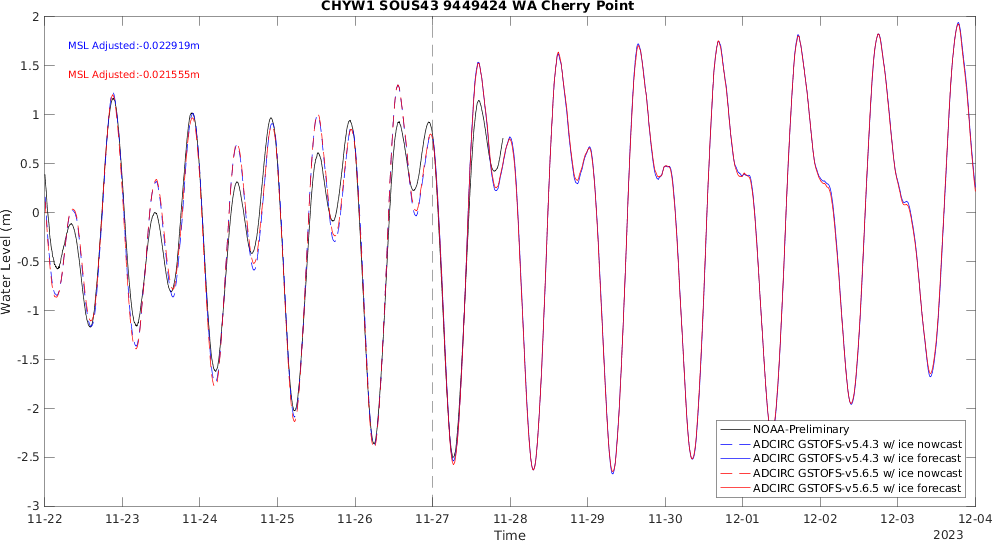 CHYW1 SOUS43 9449424 WA Cherry Point
MSL Adjusted:-0.022919m
MSL Adjusted:-0.021555m
Water Level (m)
2
1.5
1
0.5
0
-0.5
-1
-1.5
-2
-2.5
-3
NOAA-Preliminary
ADCIRC GSTOFS-v5.4.3 w/ ice nowcast
ADCIRC GSTOFS-v5.4.3 w/ ice forecast
ADCIRC GSTOFS-v5.6.5 w/ ice nowcast
ADCIRC GSTOFS-v5.6.5 w/ ice forecast
11-22 11-23 11-24 11-25 11-26 11-27 11-28 11-29 11-30 12-01 12-02 12-03 12-04
Time
2023